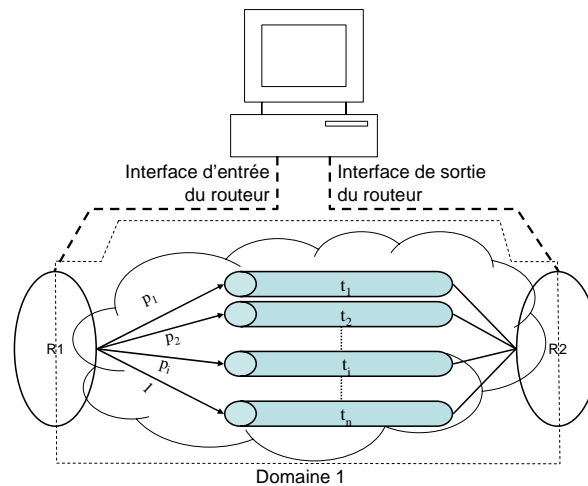 Interface d'entrée
du routeur
Interface de sortie
du routeur
R1
p1
p2
pi
1
t1
t2
ti
tn
R2
Domaine 1